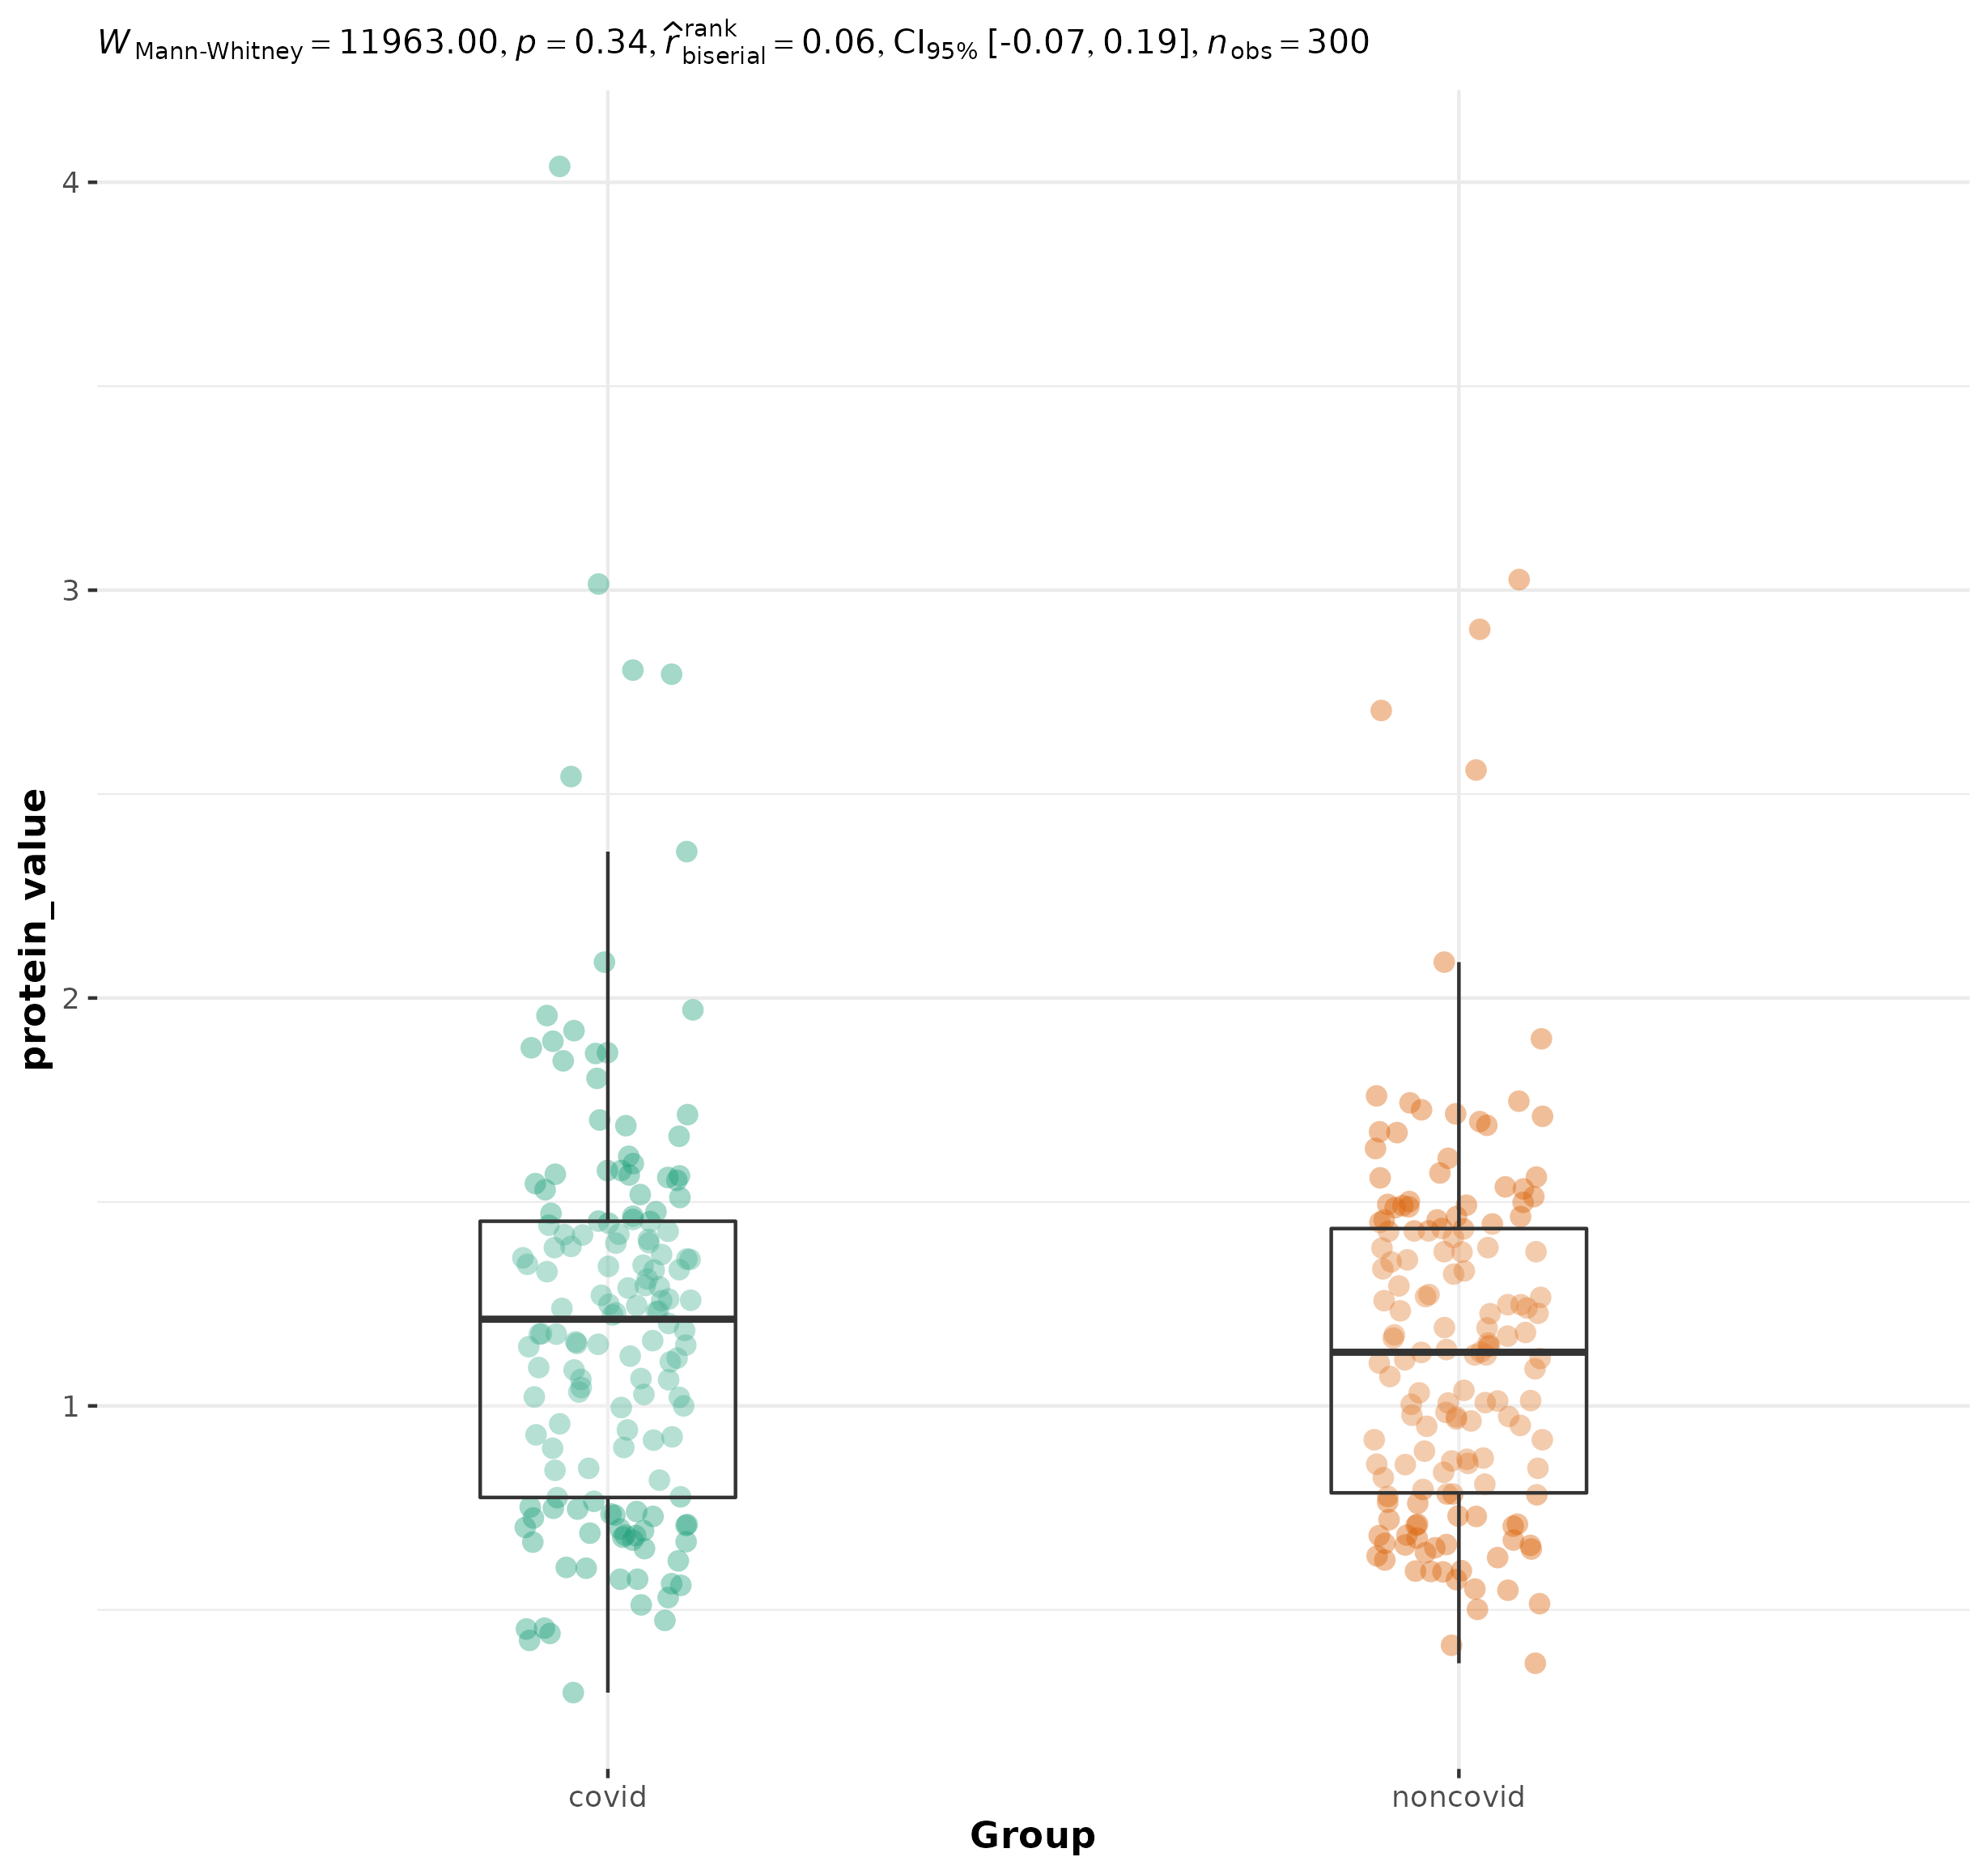 W Mann-Whitney = 11963.00, p = 0.34, r̂ rank biserial = 0.06, CI95% [-0.07, 0.19], n obs = 300
4
3
2
1
protein_value
covid noncovid
Group